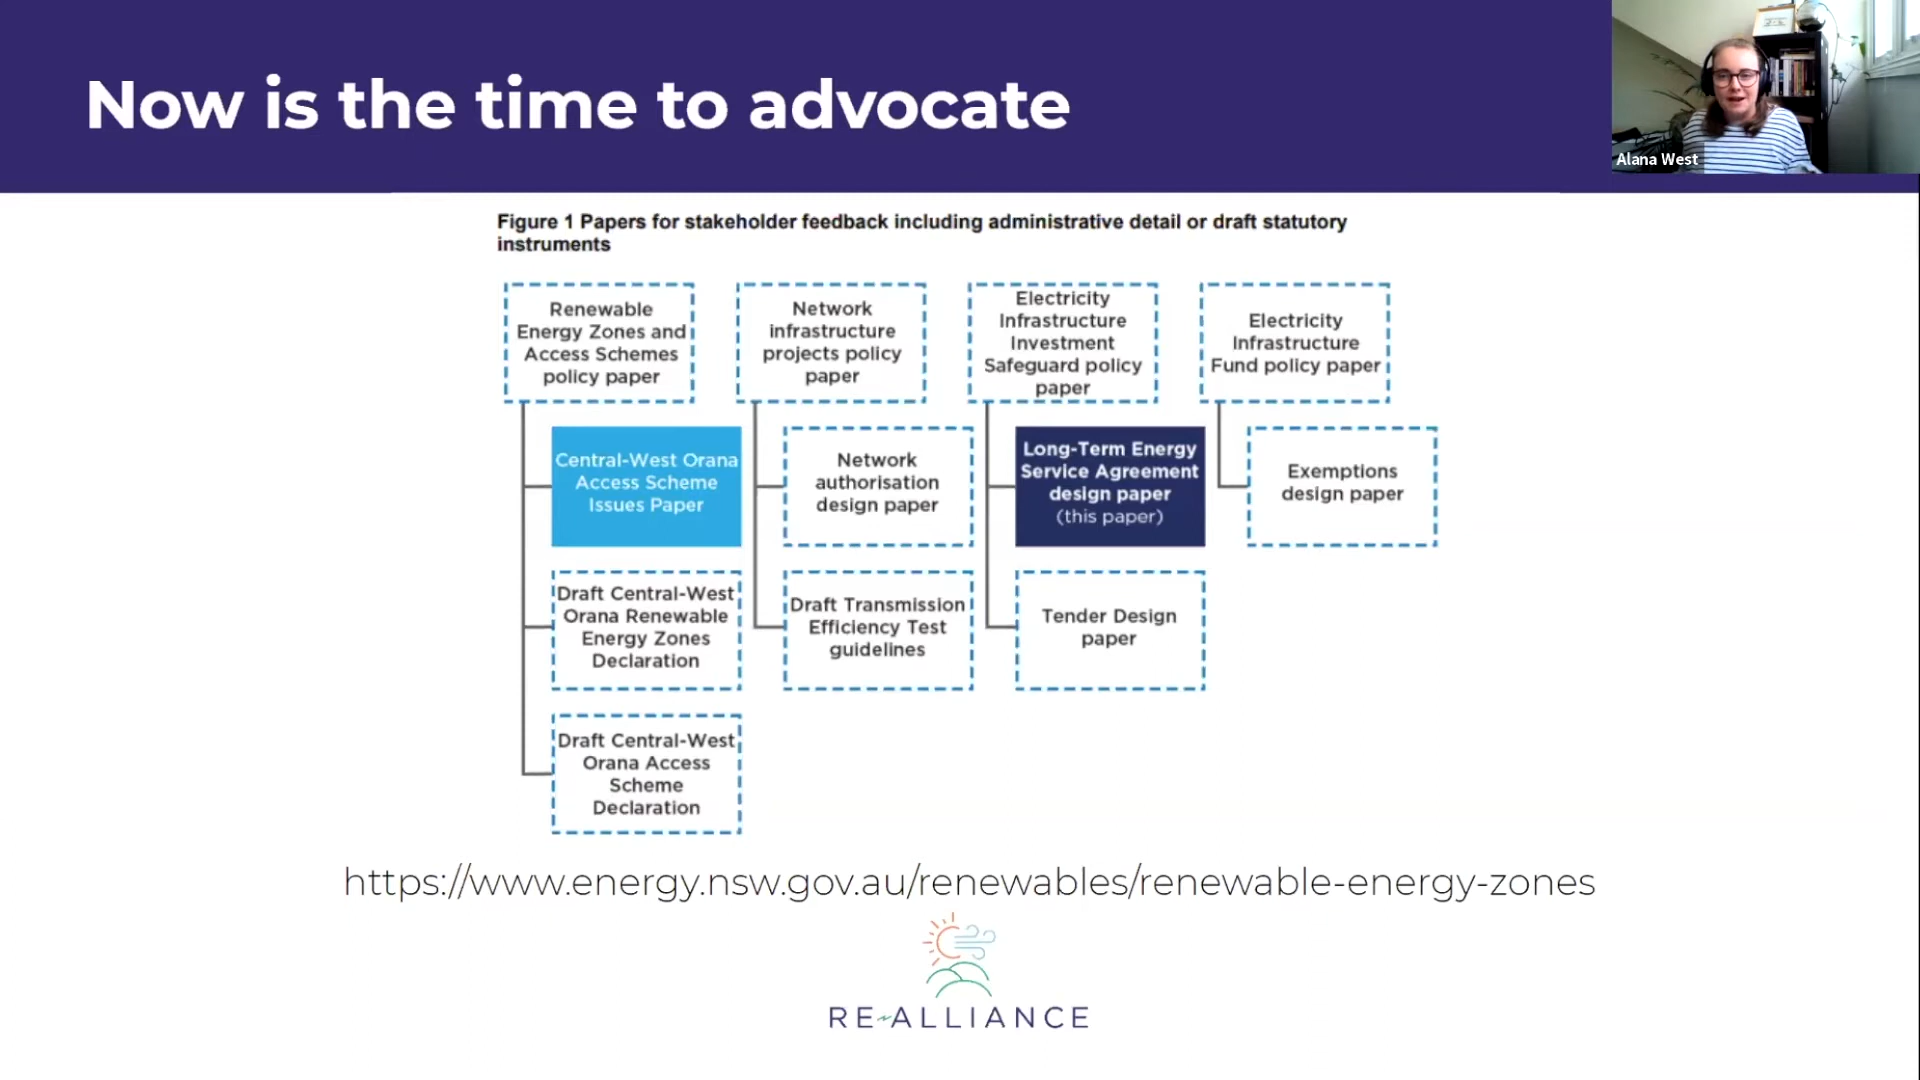 Now is the time to advocate
Alana West
Figure 1 Papers for stakeholder feedback including administrative detail or draft statutory
instruments
Renewable
Energy Zones and
Access Schemes
policy paper
Network
infrastructure
projects policy
paper
Electricity
Infrastructure
Investment
Safeguard policy
paper
Electricity
Infrastructure
Fund policy paper
Central-West Orana
Access Scheme
Issues Paper
Network
authorisation
design paper
Long-Term Energy
Service Agreement
design paper
(this paper)
Exemptions
design paper
Draft Central-West
Orana Renewable
Energy Zones
Declaration
Draft Transmission
Efficiency Test
guidelines
Tender Design
paper
Draft Central-West
Orana Access
Scheme
Declaration
https://www.energy.nsw.gov.au/renewables/renewable-energy-zones
RE-ALLIANCE